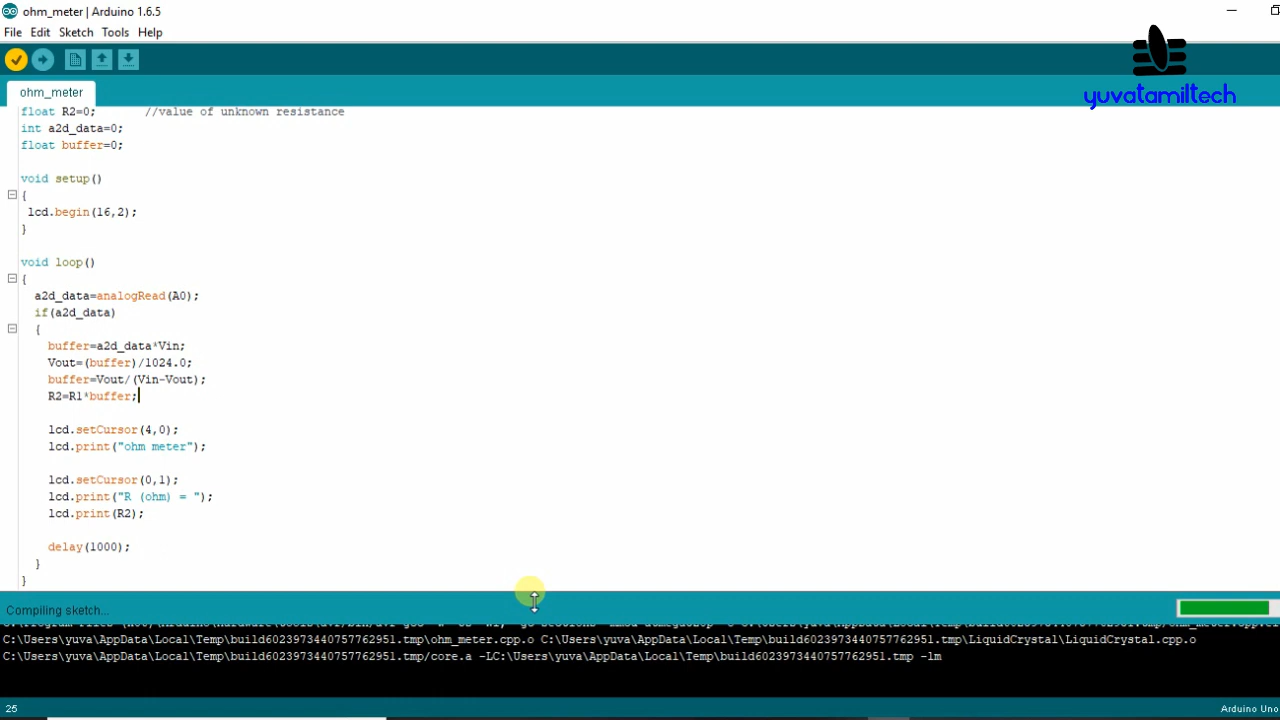 ohm_meter | Arduino 1.6.5
File Edit Sketch Tools Help
yuvatamiltech
ohm_meter
float R2=0; //value of unknown resistance
int a2d_data=0;
float buffer=0;
void setup()
{
lcd.begin(16,2);
}
void loop()
{
a2d_data=analogRead(A0);
if(a2d_data)
{
buffer=a2d_data*Vin;
Vout=(buffer)/1024.0;
buffer=Vout/(Vin-Vout);
R2=R1*buffer;
lcd.setCursor(4,0);
lcd.print("ohm meter");
lcd.setCursor(0,1);
lcd.print("R (ohm) = ");
lcd.print(R2);
delay(1000);
}
}
Compiling sketch...
C:\Users\yuva\AppData\Local\Temp\build6023973440757762951.tmp\ohm_meter.cpp.o C:\Users\yuva\AppData\Local\Temp\build6023973440757762951.tmp\LiquidCrystal\LiquidCrystal.cpp.o
C:\Users\yuva\AppData\Local\Temp\build6023973440757762951.tmp/core.a -LC:\Users\yuva\AppData\Local\Temp\build6023973440757762951.tmp -lm
25
Arduino Uno